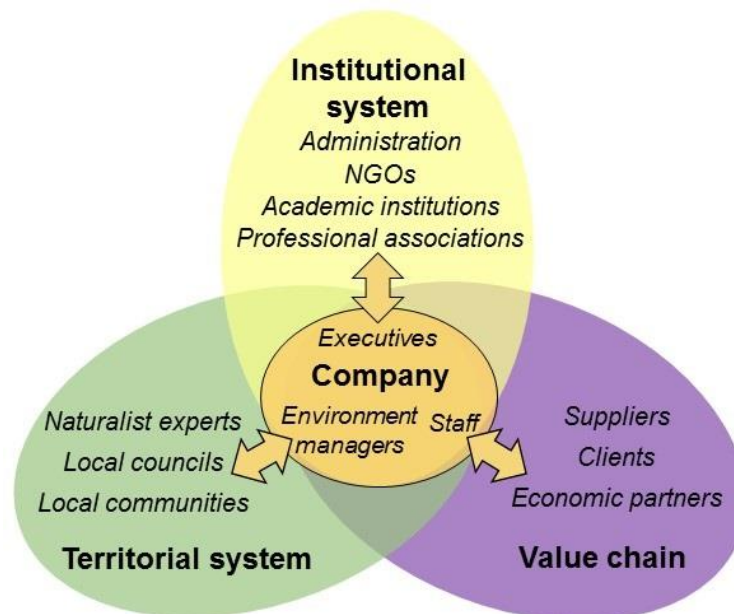 Institutional
system
Administration
NGOs
Academic institutions
Professional associations
Executives
Company
Environment
managers
Staff
Naturalist experts
Local councils
Local communities
Territorial system
Suppliers
Clients
Economic partners
Value chain